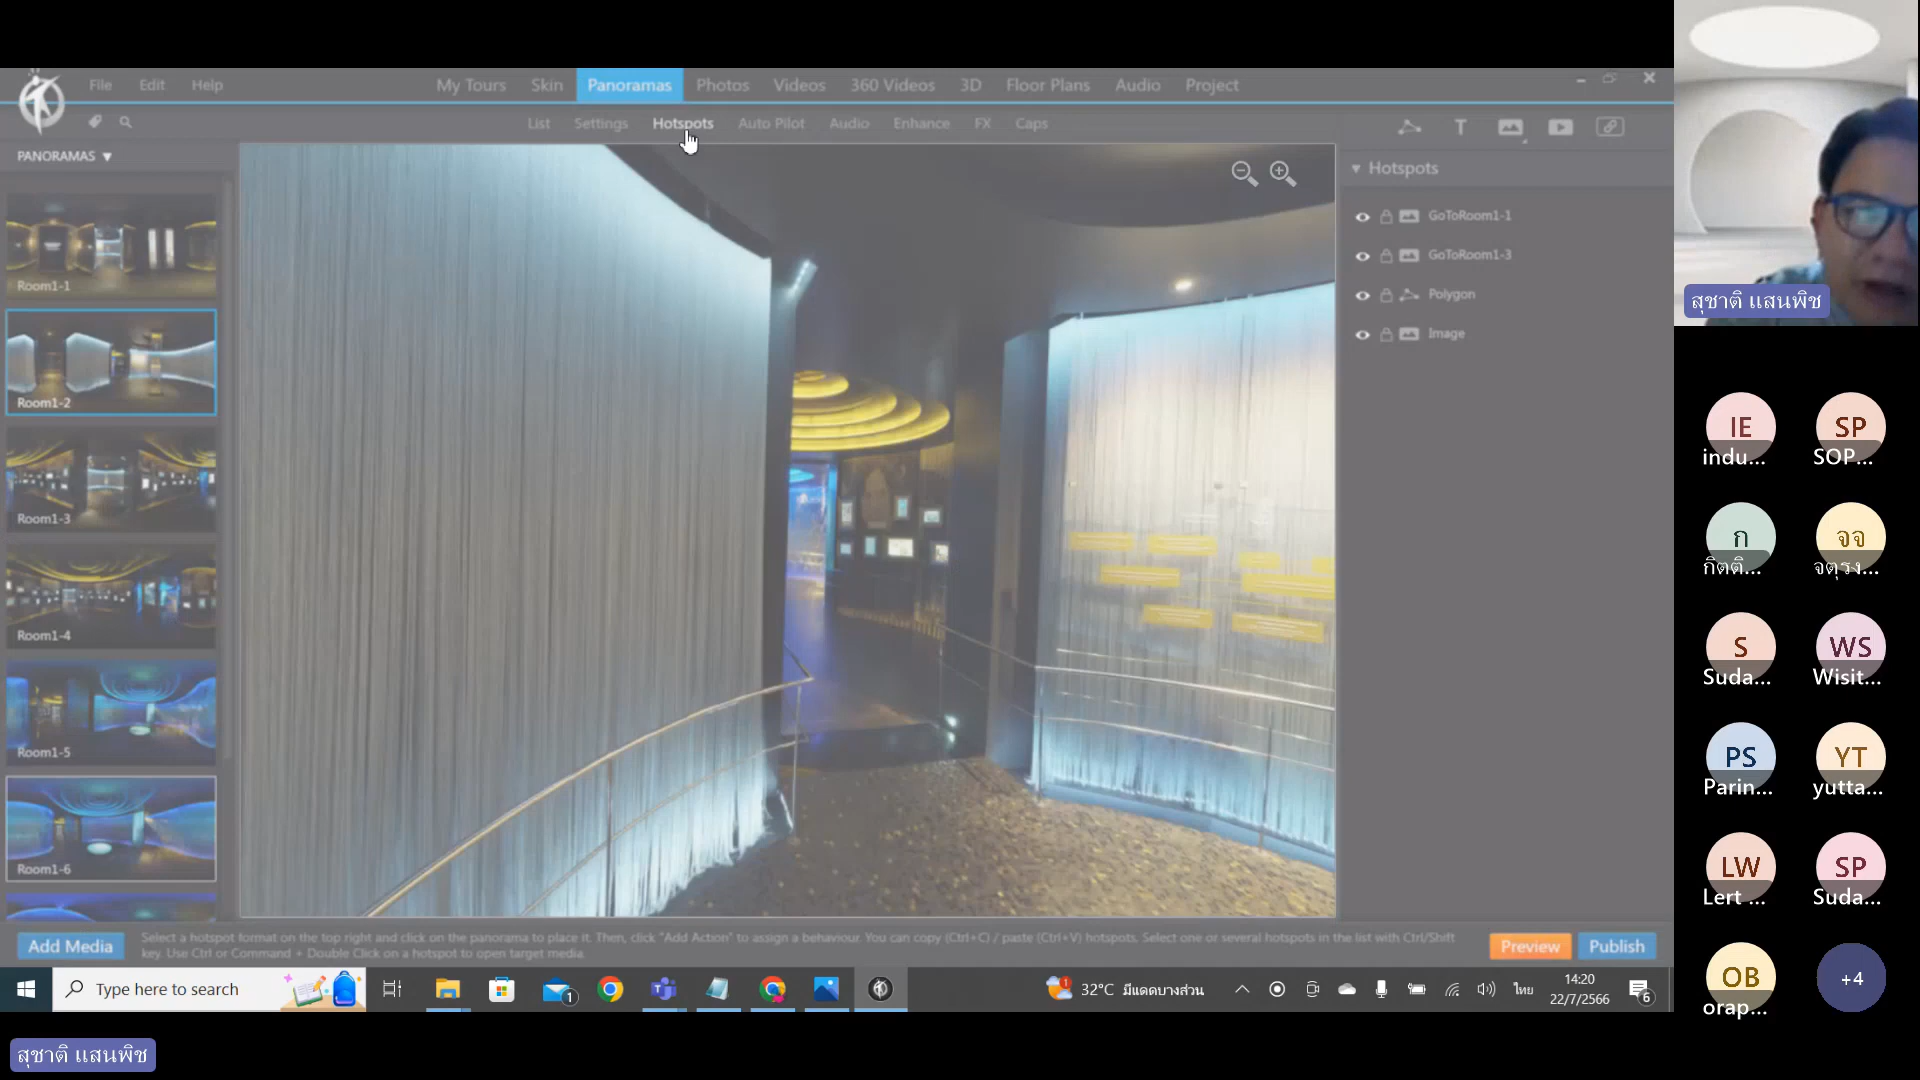 File Edit Help
My Tours Skin Panoramas Photos Videos 360 Videos 3D Floor Plans Audio Project
List Settings Hotspots Auto Pilot Audio Enhance FX Caps
T
PANORAMAS ▼
Room1-1
Room1-2
Room1-3
Room1-4
Room1-5
Room1-6
Hotspots
GoToRoom1-1
GoToRoom1-3
Polygon
Image
Add Media
Select a hotspot format on the top right and click on the panorama to place it. Then, click "Add Action" to assign a behaviour. You can copy (Ctrl+C) / paste (Ctrl+V) hotspots. Select one or several hotspots in the list with Ctrl/Shift
key. Use Ctrl or Command + Double Click on a hotspot to open target media.
Preview Publish
Type here to search
1
1
32°C มีแดดบางส่วน
ไทย
14:20
22/7/2566
6
สุชาติ แสนพิช
สุชาติ แสนพิช
IE SP
indu... SOP...
ก จจ
กิตติ... จตุรง...
S WS
Suda... Wisit...
PS YT
Parin... yutta...
LW SP
Lert ... Suda...
OB +4
orap...